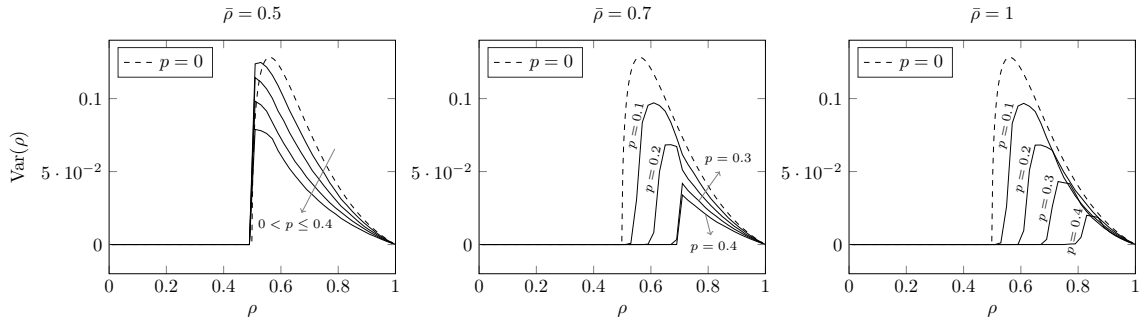 ρ̄ = 0.5
ρ̄ = 0.7
ρ̄ = 1
Var(ρ)
0.1
5 · 10⁻²
0
p = 0
0 < p ≤ 0.4
0 0.2 0.4 0.6 0.8 1
ρ
0.1
5 · 10⁻²
0
p = 0
p = 0.1
p = 0.2
p = 0.3
p = 0.4
0 0.2 0.4 0.6 0.8 1
ρ
0.1
5 · 10⁻²
0
p = 0
p = 0.1
p = 0.2
p = 0.3
p = 0.4
0 0.2 0.4 0.6 0.8 1
ρ